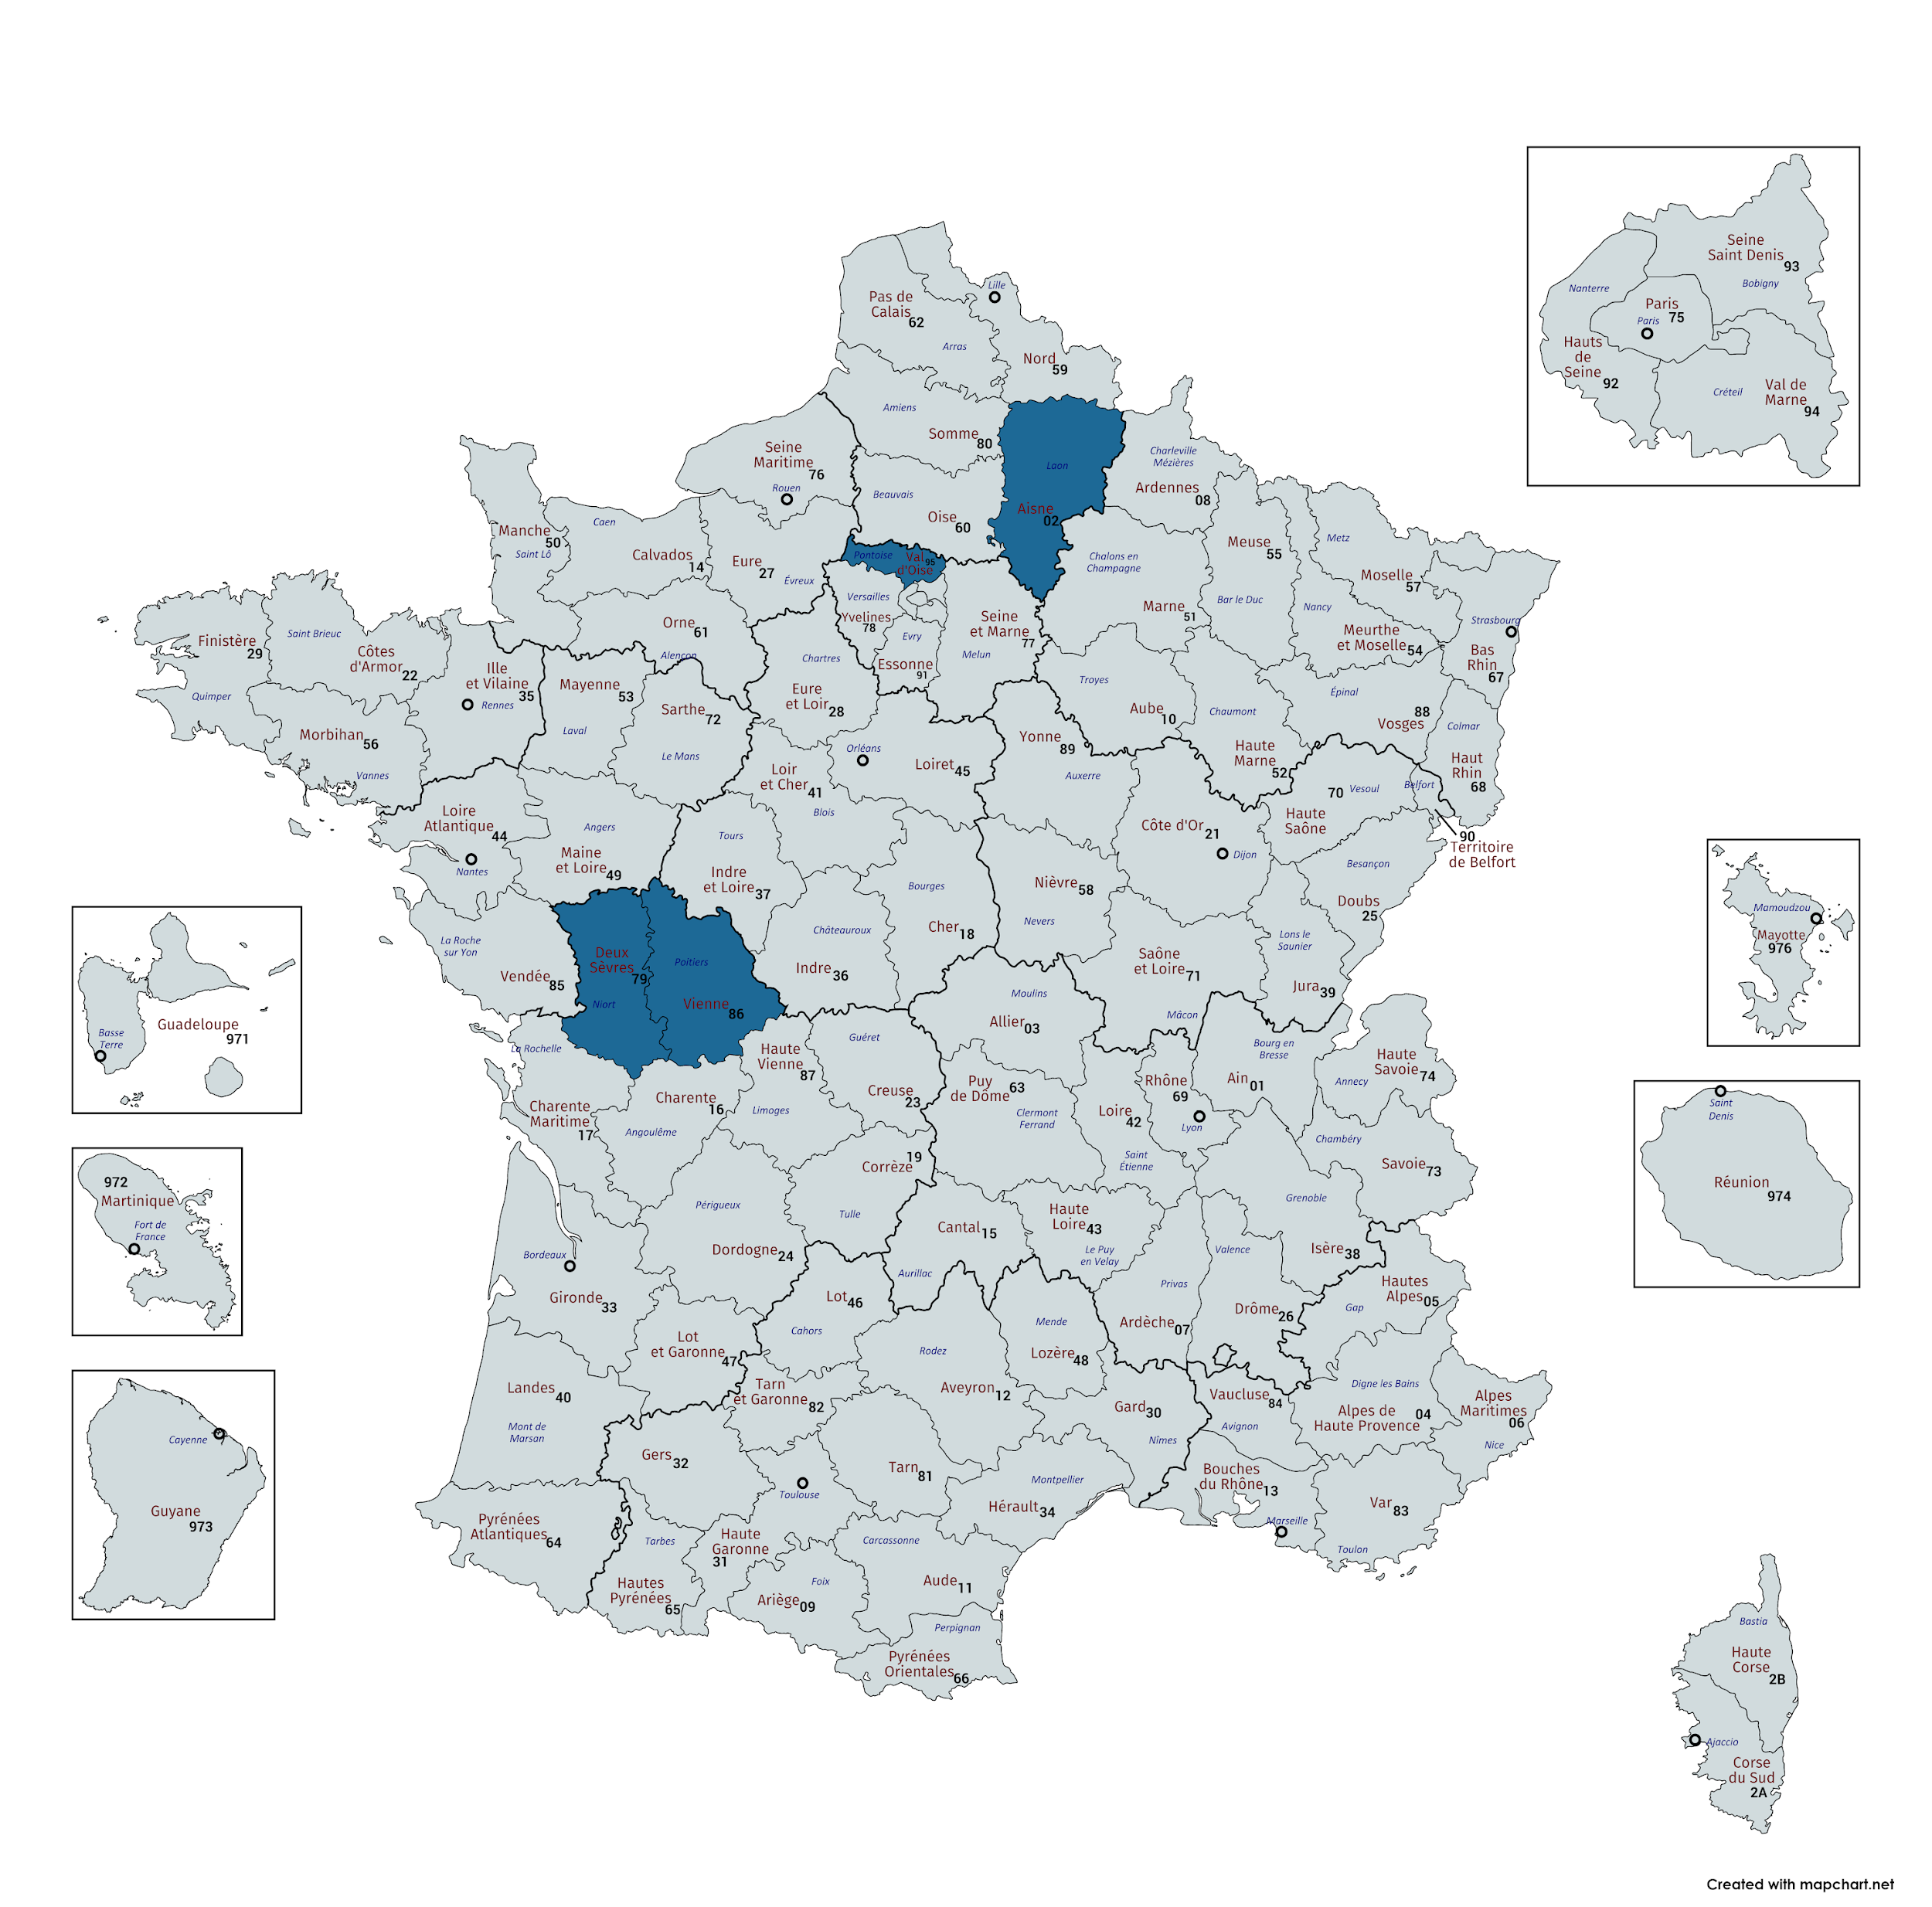 Seine
Saint Denis
93
Nanterre
Bobigny
Paris
75
Paris
Hauts
de
Seine
92
Créteil
Val de
Marne
94
Lille
Pas de
Calais
62
Arras
Nord
59
Amiens
Somme
80
Laon
Aisne
02
Charleville
Mézières
Ardennes
08
Seine
Maritime
76
Rouen
Beauvais
Oise
60
Caen
Manche
50
Saint Lô
Calvados
14
Eure
27
Évreux
Pontoise
Val
d'Oise
95
Chalons en
Champagne
Marne
51
Meuse
55
Bar le Duc
Metz
Moselle
57
Nancy
Meurthe
et Moselle
54
Strasbourg
Bas
Rhin
67
Versailles
Yvelines
78
Evry
Essonne
91
Seine
et Marne
77
Melun
Orne
61
Alençon
Finistère
29
Quimper
Saint Brieuc
Côtes
d'Armor
22
Ille
et Vilaine
35
Rennes
Morbihan
56
Vannes
Mayenne
53
Laval
Sarthe
72
Le Mans
Chartres
Eure
et Loir
28
Troyes
Aube
10
Chaumont
Haute
Marne
52
Épinal
88
Vosges
Colmar
Haut
Rhin
68
Orléans
Loiret
45
Loir
et Cher
41
Blois
Yonne
89
Auxerre
70
Vesoul
Haute
Saône
Belfort
90
Territoire
de Belfort
Loire
Atlantique
44
Nantes
Angers
Maine
et Loire
49
Tours
Indre
et Loire
37
Bourges
Cher
18
Nièvre
58
Nevers
Côte d'Or
21
Dijon
Besançon
Doubs
25
La Roche
sur Yon
Vendée
85
Deux
Sèvres
79
Niort
Poitiers
Vienne
86
Châteauroux
Indre
36
Saône
et Loire
71
Mâcon
Lons le
Saunier
Jura
39
Mamoudzou
Mayotte
976
Basse
Terre
Guadeloupe
971
Moulins
Allier
03
La Rochelle
Charente
Maritime
17
Charente
16
Angoulême
Haute
Vienne
87
Limoges
Guéret
Creuse
23
Puy
de Dôme
63
Clermont
Ferrand
Loire
42
Saint
Étienne
Rhône
69
Lyon
Bourg en
Bresse
Ain
01
Haute
Savoie
74
Annecy
Chambéry
Savoie
73
Saint
Denis
Réunion
974
972
Martinique
Fort de
France
19
Corrèze
Tulle
Périgueux
Dordogne
24
Bordeaux
Gironde
33
Cantal
15
Aurillac
Haute
Loire
43
Le Puy
en Velay
Grenoble
Isère
38
Valence
Drôme
26
Privas
Ardèche
07
Hautes
Alpes
05
Gap
Lot
46
Cahors
Lot
et Garonne
47
Rodez
Aveyron
12
Mende
Lozère
48
Landes
40
Mont de
Marsan
Tarn
et Garonne
82
Gard
30
Nîmes
Vaucluse
84
Avignon
Digne les Bains
Alpes de
Haute Provence
04
Alpes
Maritimes
06
Nice
Cayenne
Guyane
973
Gers
32
Toulouse
Tarn
81
Montpellier
Hérault
34
Bouches
du Rhône
13
Marseille
Var
83
Toulon
Pyrénées
Atlantiques
64
Tarbes
Hautes
Pyrénées
65
Haute
Garonne
31
Foix
Ariège
09
Carcassonne
Aude
11
Perpignan
Pyrénées
Orientales
66
Bastia
Haute
Corse
2B
Ajaccio
Corse
du Sud
2A
Created with mapchart.net